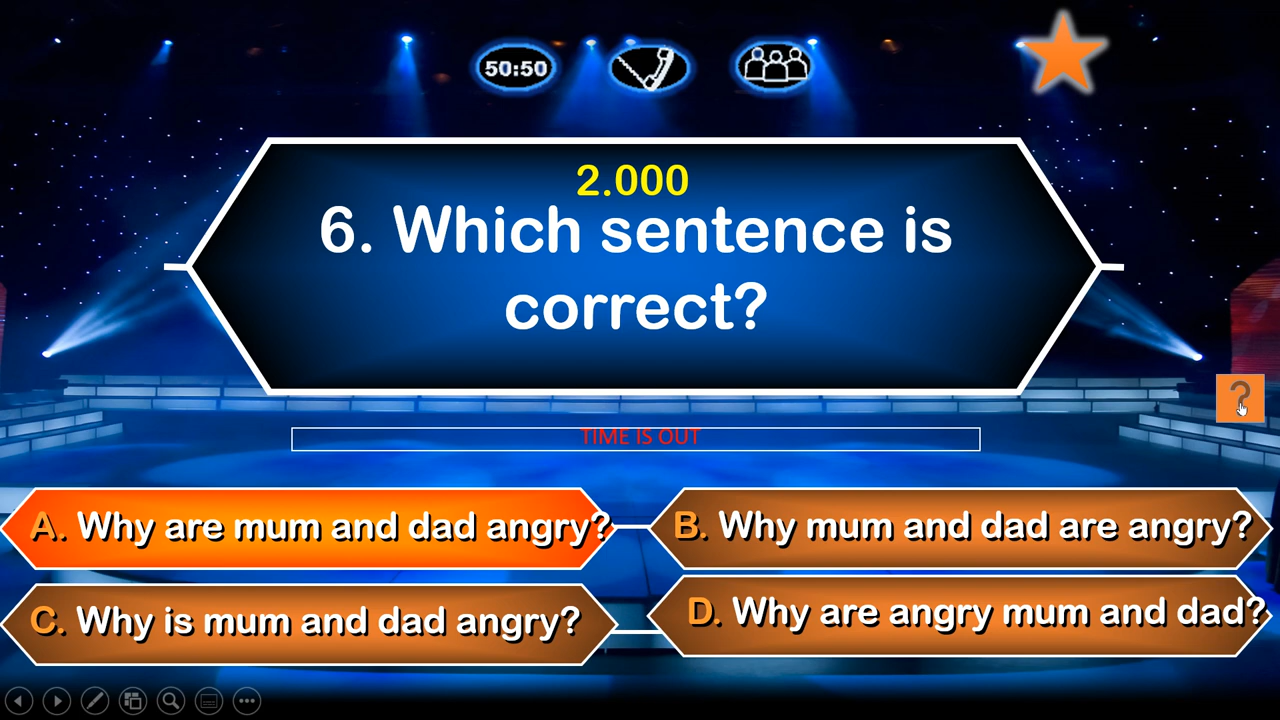 50:50
2.000
6. Which sentence is
correct?
TIME IS OUT
A. Why are mum and dad angry?
B. Why mum and dad are angry?
C. Why is mum and dad angry?
D. Why are angry mum and dad?
?